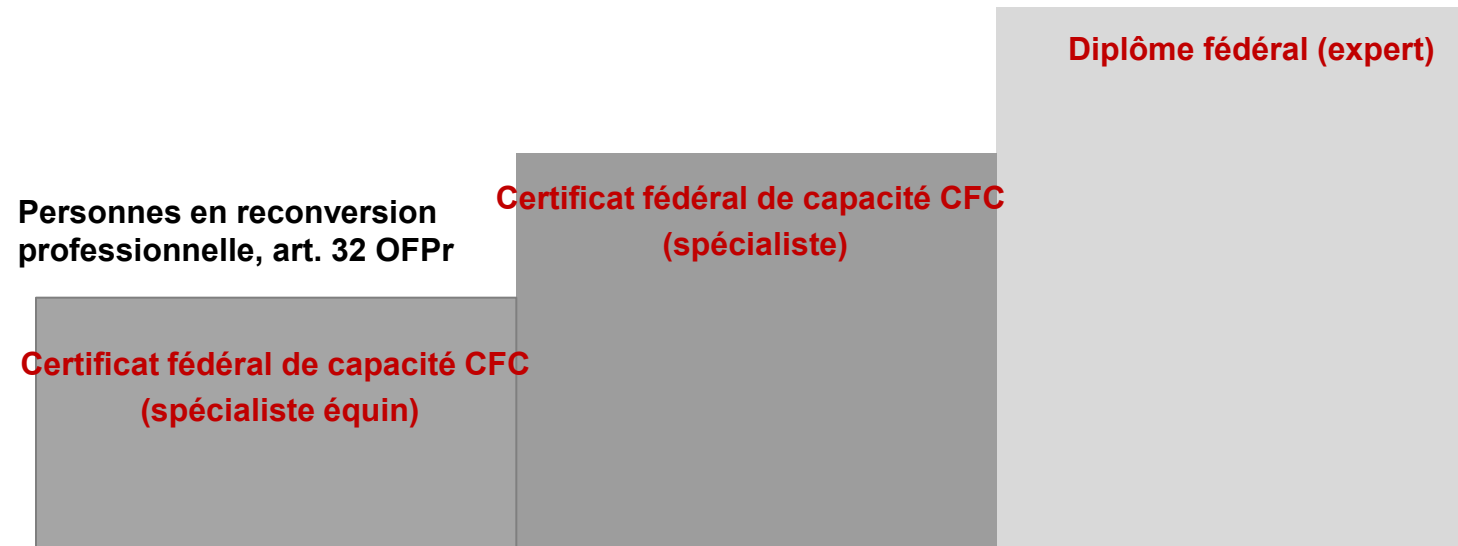 Diplôme fédéral (expert)
Certificat fédéral de capacité CFC
(spécialiste)
Personnes en reconversion
professionnelle, art. 32 OFPr
Certificat fédéral de capacité CFC
(spécialiste équin)